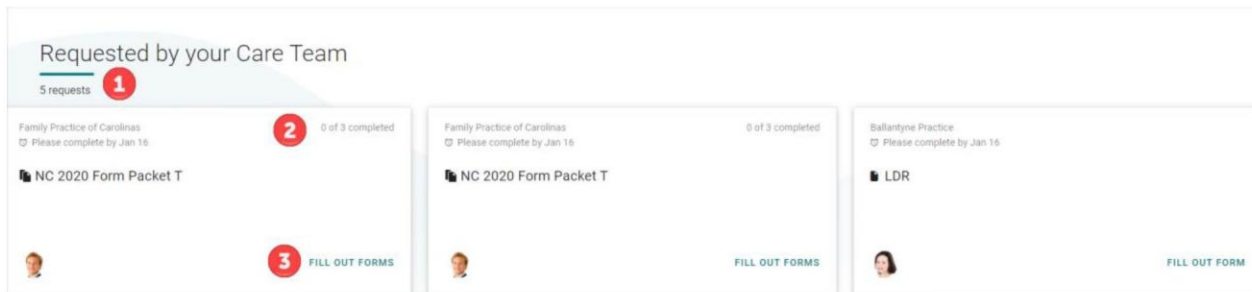 Requested by your Care Team
5 requests
1
Family Practice of Carolinas
2
0 of 3 completed
Please complete by Jan 16
NC 2020 Form Packet T
3
FILL OUT FORMS
Family Practice of Carolinas
0 of 3 completed
Please complete by Jan 16
NC 2020 Form Packet T
FILL OUT FORMS
Ballantyne Practice
Please complete by Jan 16
LDR
FILL OUT FORM